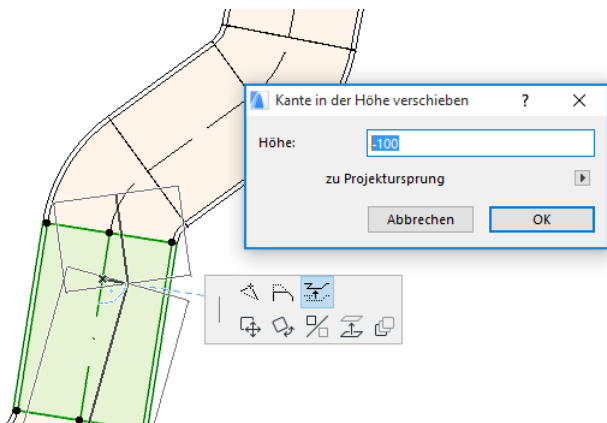 Kante in der Höhe verschieben
?
Höhe:
-100
zu Projektursprung
Abbrechen
OK